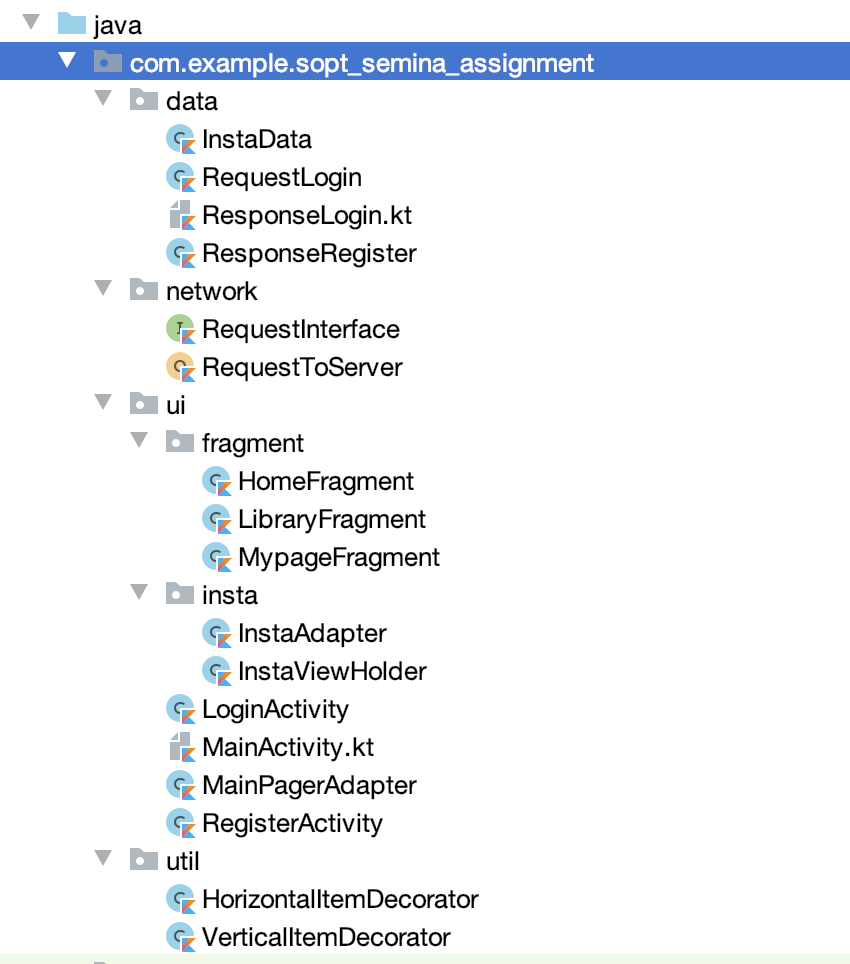 java
com.example.sopt_semina_assignment
data
InstaData
RequestLogin
ResponseLogin.kt
ResponseRegister
network
RequestInterface
RequestToServer
ui
fragment
HomeFragment
LibraryFragment
MypageFragment
insta
InstaAdapter
InstaViewHolder
LoginActivity
MainActivity.kt
MainPagerAdapter
RegisterActivity
util
HorizontalItemDecorator
VerticalItemDecorator